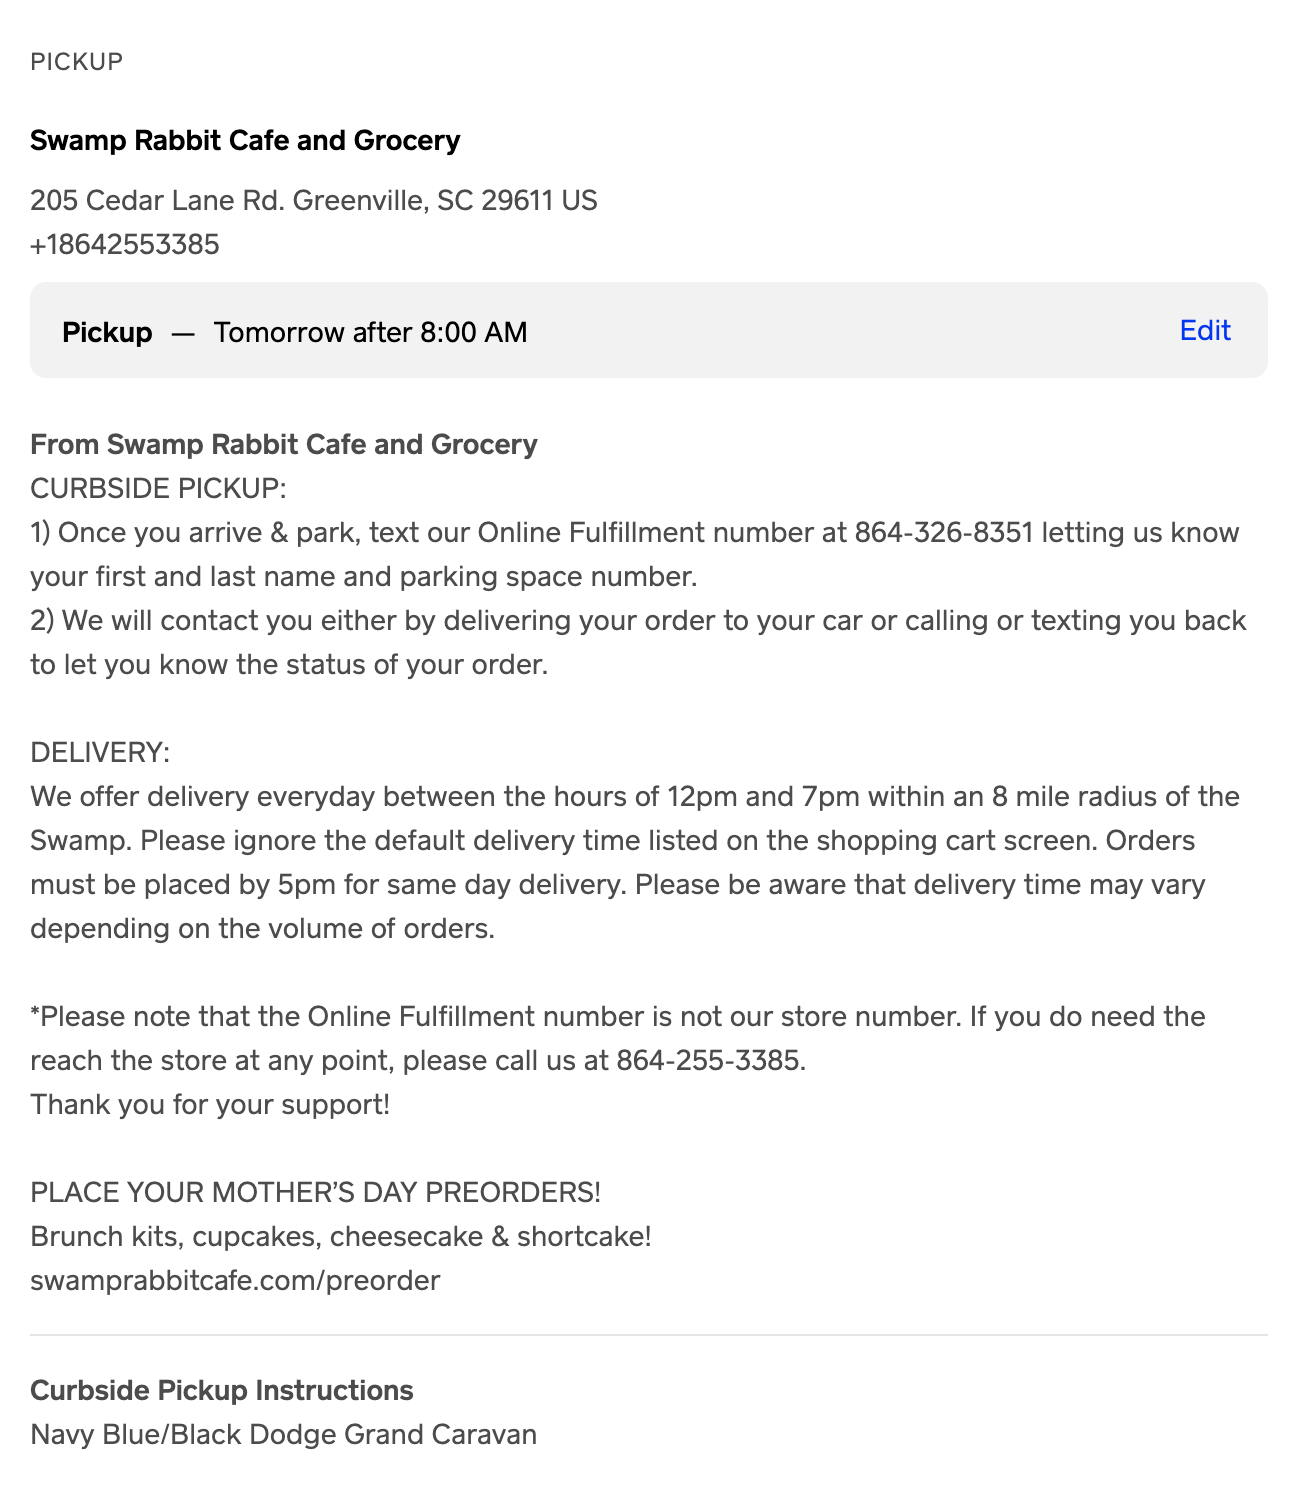 PICKUP
Swamp Rabbit Cafe and Grocery
205 Cedar Lane Rd. Greenville, SC 29611 US
+18642553385
Pickup — Tomorrow after 8:00 AM Edit
From Swamp Rabbit Cafe and Grocery
CURBSIDE PICKUP:
1) Once you arrive & park, text our Online Fulfillment number at 864-326-8351 letting us know
your first and last name and parking space number.
2) We will contact you either by delivering your order to your car or calling or texting you back
to let you know the status of your order.
DELIVERY:
We offer delivery everyday between the hours of 12pm and 7pm within an 8 mile radius of the
Swamp. Please ignore the default delivery time listed on the shopping cart screen. Orders
must be placed by 5pm for same day delivery. Please be aware that delivery time may vary
depending on the volume of orders.
*Please note that the Online Fulfillment number is not our store number. If you do need the
reach the store at any point, please call us at 864-255-3385.
Thank you for your support!
PLACE YOUR MOTHER’S DAY PREORDERS!
Brunch kits, cupcakes, cheesecake & shortcake!
swamprabbitcafe.com/preorder
Curbside Pickup Instructions
Navy Blue/Black Dodge Grand Caravan